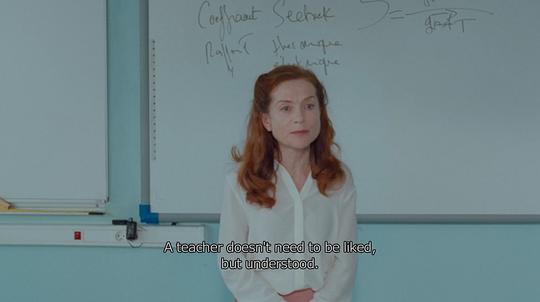 Coefficient Seebeck S =
Rapport thermique
électrique
A teacher doesn't need to be liked,
but understood.